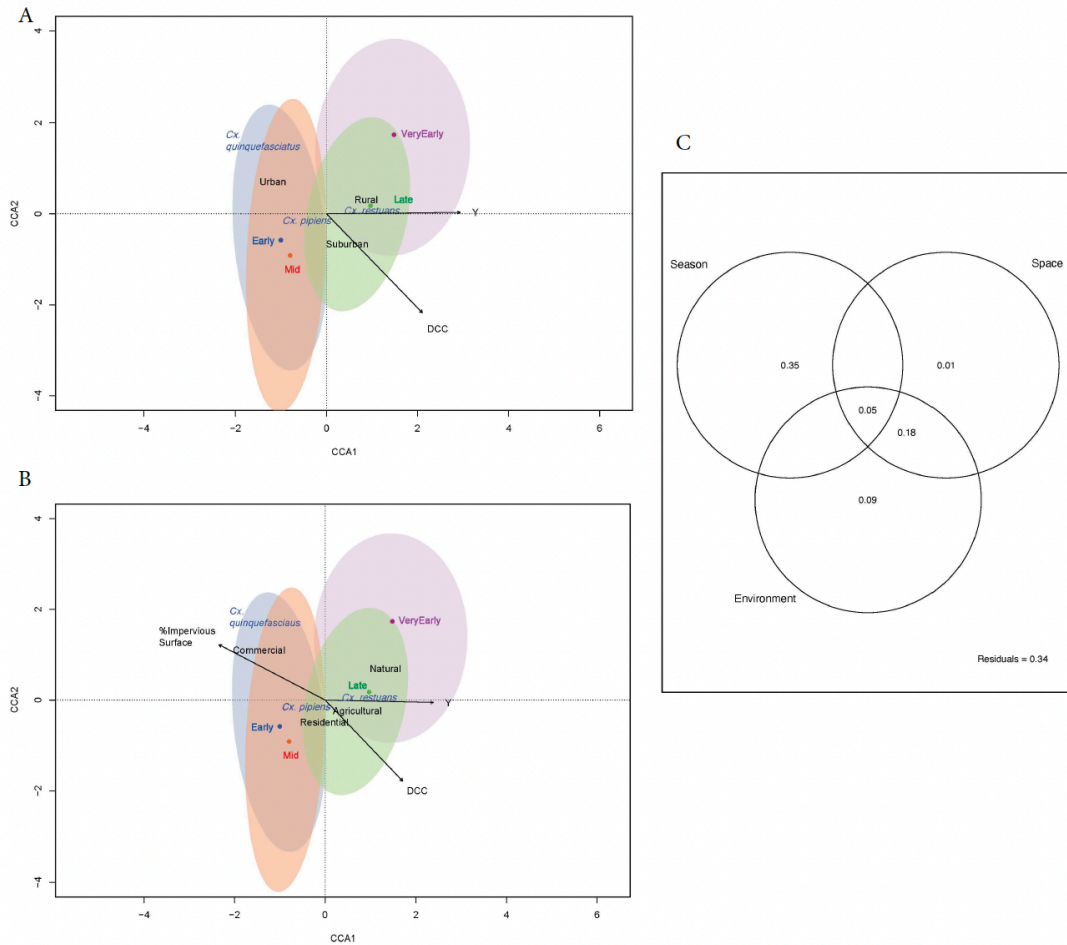 A
4
2
0
−2
−4
CCA2
Cx.
quinquefasciatus
Urban
VeryEarly
Rural
Late
Cx. restuans
Y
Cx. pipiens
Early
Suburban
Mid
DCC
−4
−2
0
2
4
6
CCA1
B
4
2
0
−2
−4
CCA2
Cx.
quinquefasciaus
%Impervious
Surface
Commercial
VeryEarly
Natural
Late
Cx. restuans
Y
Cx. pipiens
Agricultural
Residential
Early
Mid
DCC
−4
−2
0
2
4
6
CCA1
C
Season
Space
0.35
0.01
0.05
0.18
0.09
Environment
Residuals = 0.34